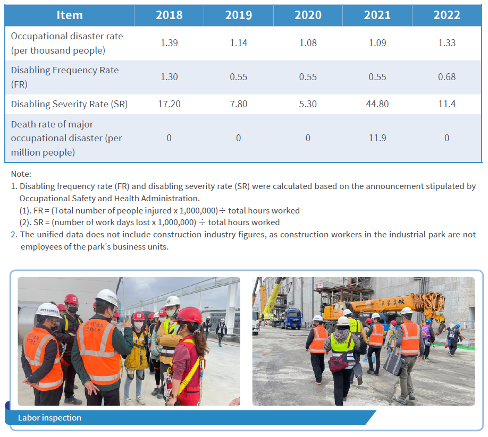 Item 2018 2019 2020 2021 2022
Occupational disaster rate
(per thousand people) 1.39 1.14 1.08 1.09 1.33
Disabling Frequency Rate
(FR) 1.30 0.55 0.55 0.55 0.68
Disabling Severity Rate (SR) 17.20 7.80 5.30 44.80 11.4
Death rate of major
occupational disaster (per
million people) 0 0 0 11.9 0
Note:
1. Disabling frequency rate (FR) and disabling severity rate (SR) were calculated based on the announcement stipulated by
Occupational Safety and Health Administration.
(1). FR = (Total number of people injured x 1,000,000)÷ total hours worked
(2). SR = (number of work days lost x 1,000,000) ÷ total hours worked
2. The unified data does not include construction industry figures, as construction workers in the industrial park are not
employees of the park's business units.
Labor inspection